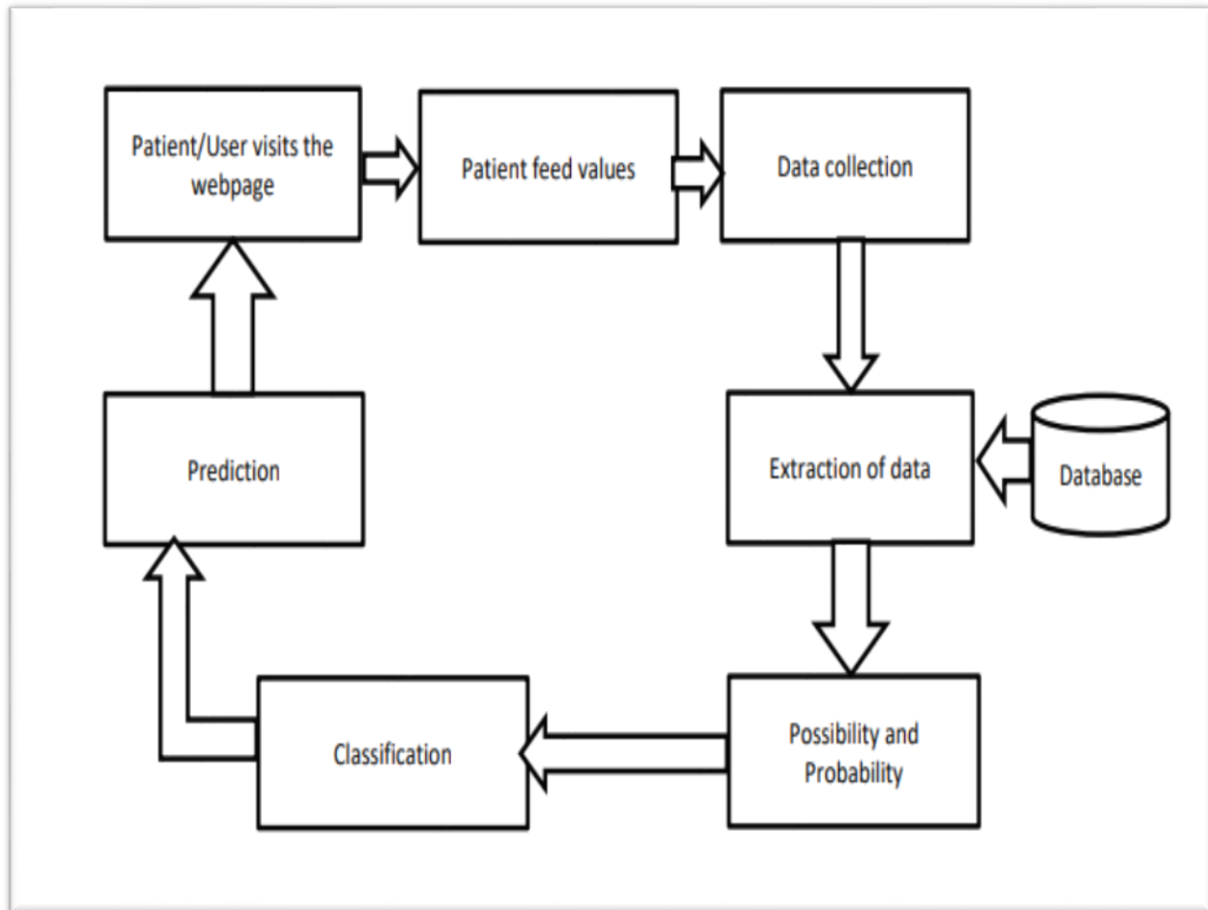 Patient/User visits the
webpage
Patient feed values
Data collection
Prediction
Extraction of data
Database
Classification
Possibility and
Probability